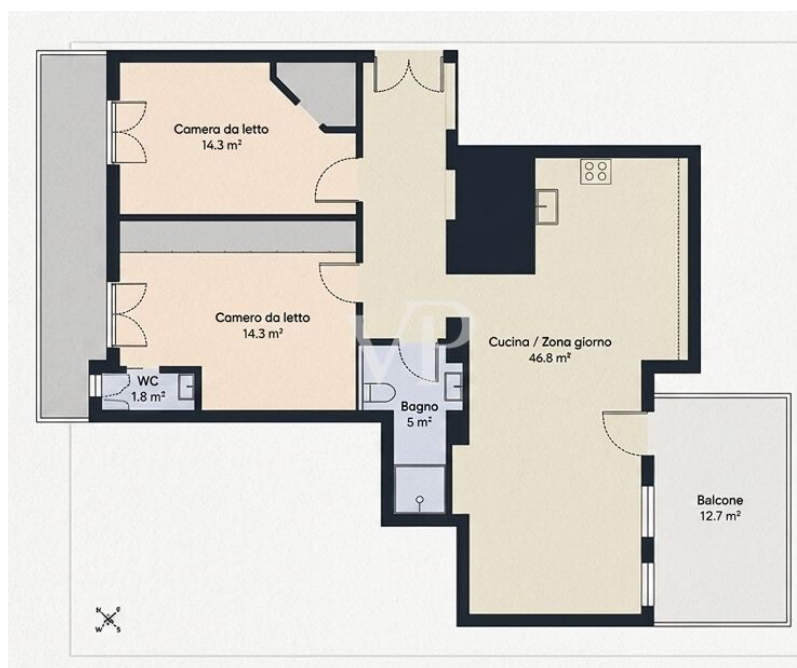 Camera da letto
14.3 m²
Camero da letto
14.3 m²
VP
Cucina / Zona giorno
46.8 m²
WC
1.8 m²
Bagno
5 m²
Balcone
12.7 m²
N e
W S